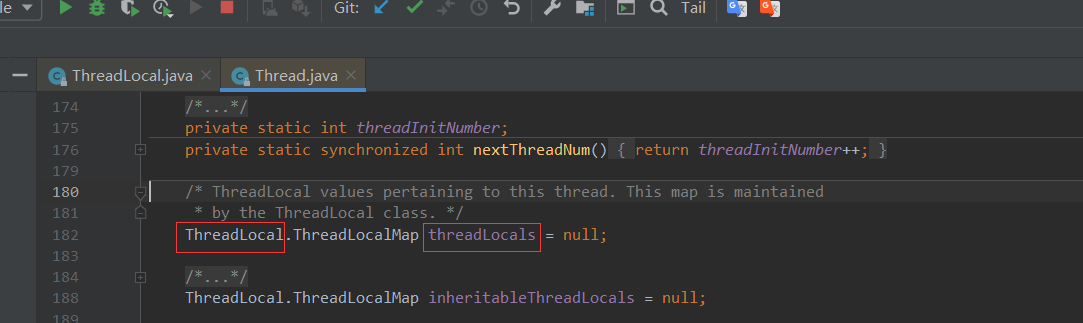 le
Git:
Tail
G
G
ThreadLocal.java
Thread.java
174 /*...*/
175 private static int threadInitNumber;
176 private static synchronized int nextThreadNum() { return threadInitNumber++; }
179
180 /* ThreadLocal values pertaining to this thread. This map is maintained
181 * by the ThreadLocal class. */
182 ThreadLocal.ThreadLocalMap threadLocals = null;
183
184 /*...*/
188 ThreadLocal.ThreadLocalMap inheritableThreadLocals = null;
189